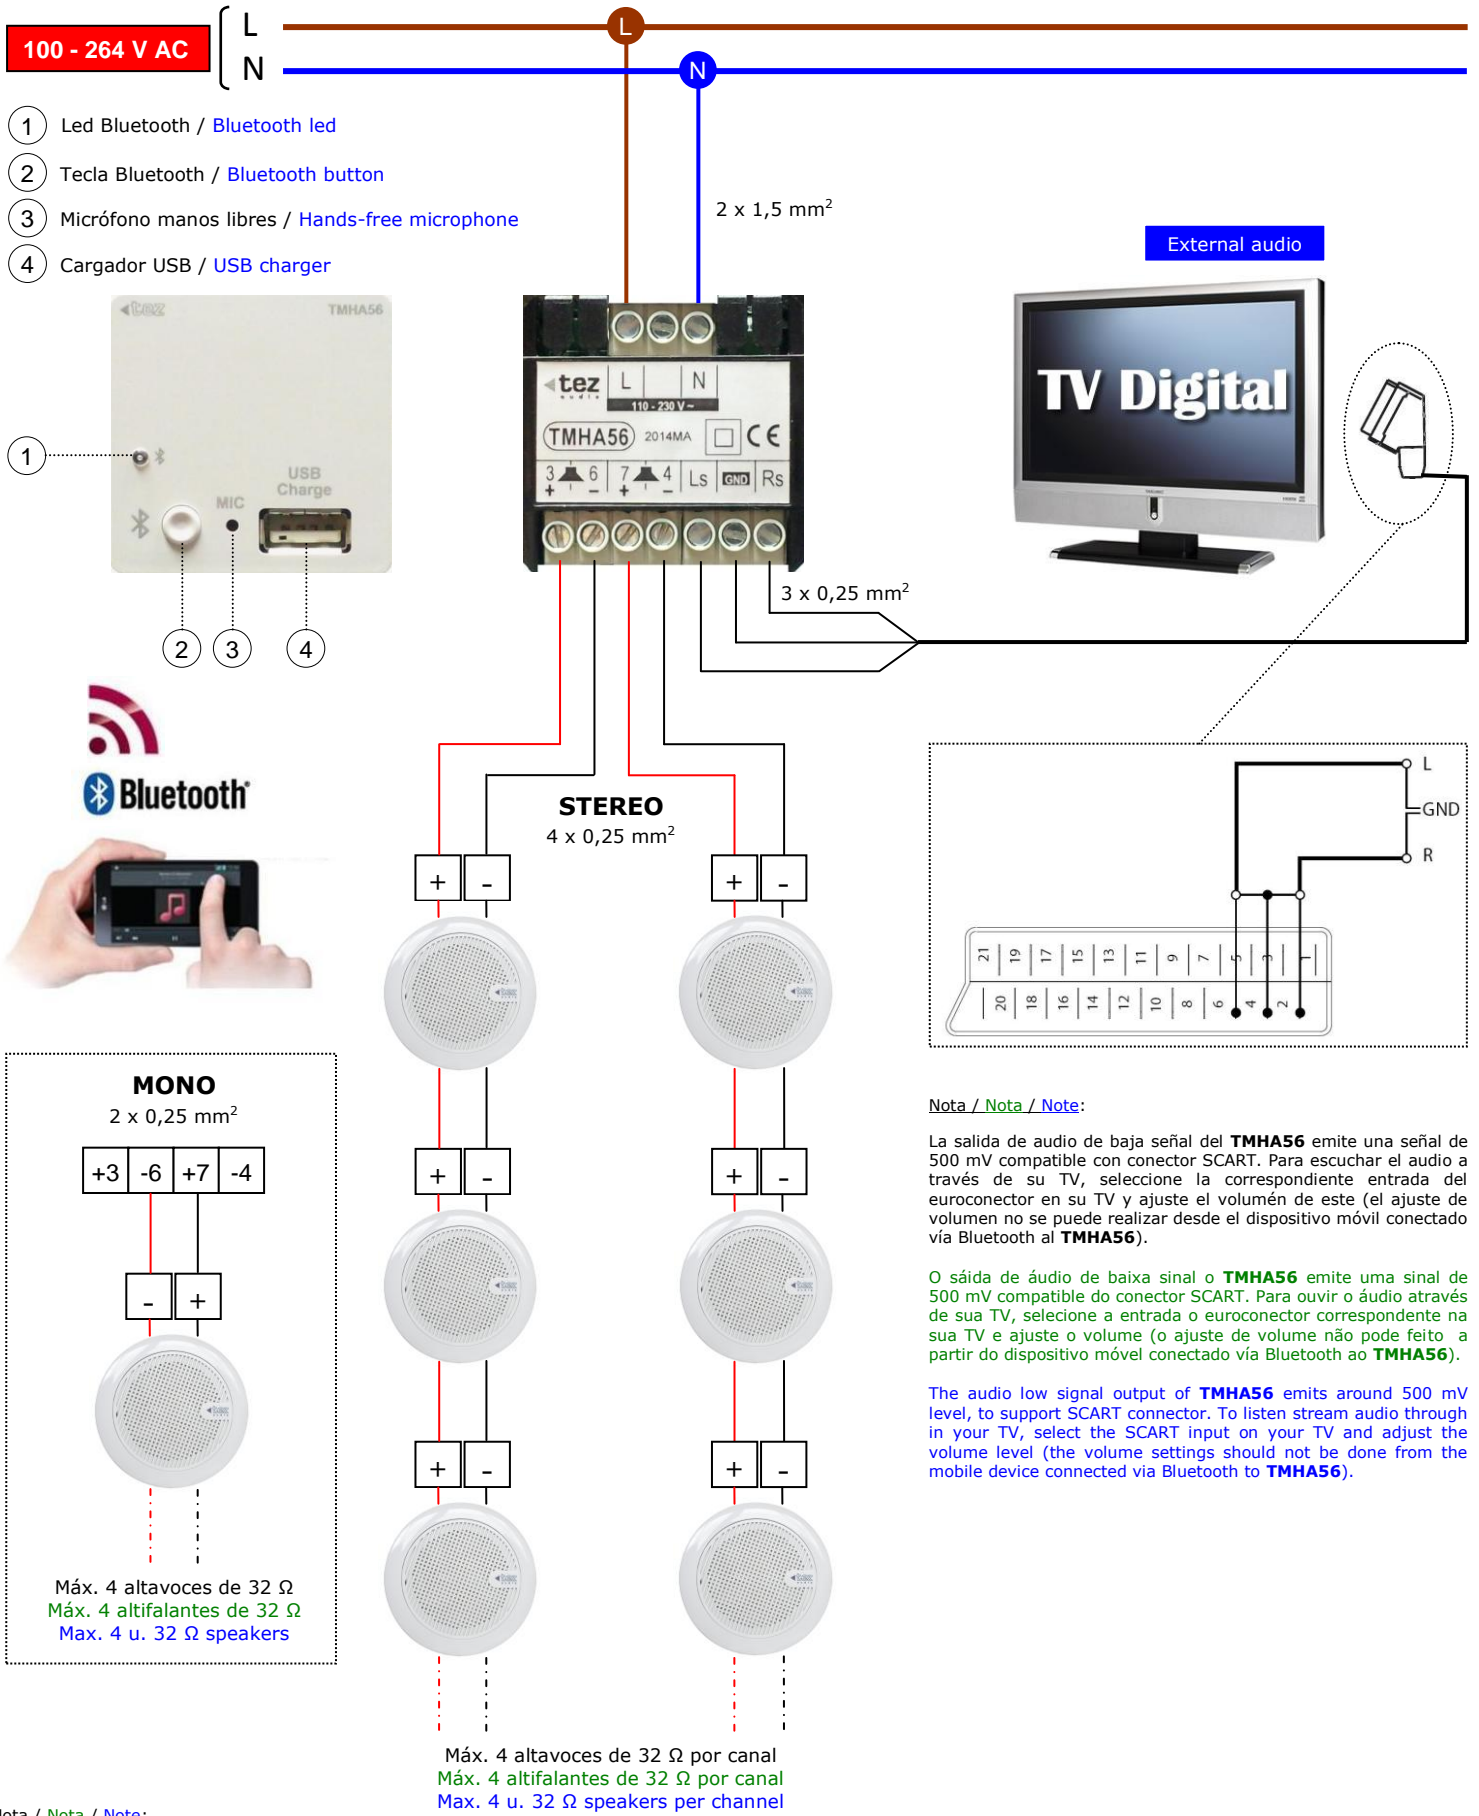 L
100 - 264 V AC
N
L
N
1 Led Bluetooth / Bluetooth led
2 Tecla Bluetooth / Bluetooth button
3 Micrófono manos libres / Hands-free microphone
4 Cargador USB / USB charger
2 x 1,5 mm²
External audio
tez TMHA56
USB
Charge
MIC
1
2 3 4
tez
audio
L N
110 - 230 V ~
TMHA56 2014MA CE
3 6 7 4 Ls GND Rs
+ − + −
TV Digital
3 x 0,25 mm²
Bluetooth
STEREO
4 x 0,25 mm²
+ - + -
L
GND
R
21 19 17 15 13 11 9 7 5 3 1
20 18 16 14 12 10 8 6 4 2
tez tez
MONO
2 x 0,25 mm²
+3 -6 +7 -4
- +
tez
Máx. 4 altavoces de 32 Ω
Máx. 4 altifalantes de 32 Ω
Max. 4 u. 32 Ω speakers
+ - + -
tez tez
+ - + -
tez tez
Máx. 4 altavoces de 32 Ω por canal
Máx. 4 altifalantes de 32 Ω por canal
Max. 4 u. 32 Ω speakers per channel
Nota / Nota / Note:
La salida de audio de baja señal del TMHA56 emite una señal de
500 mV compatible con conector SCART. Para escuchar el audio a
través de su TV, seleccione la correspondiente entrada del
euroconector en su TV y ajuste el volumén de este (el ajuste de
volumen no se puede realizar desde el dispositivo móvil conectado
vía Bluetooth al TMHA56).
O sáida de áudio de baixa sinal o TMHA56 emite uma sinal de
500 mV compatible do conector SCART. Para ouvir o áudio através
de sua TV, selecione a entrada o euroconector correspondente na
sua TV e ajuste o volume (o ajuste de volume não pode feito a
partir do dispositivo móvel conectado vía Bluetooth ao TMHA56).
The audio low signal output of TMHA56 emits around 500 mV
level, to support SCART connector. To listen stream audio through
in your TV, select the SCART input on your TV and adjust the
volume level (the volume settings should not be done from the
mobile device connected via Bluetooth to TMHA56).
/ Nota / Note: